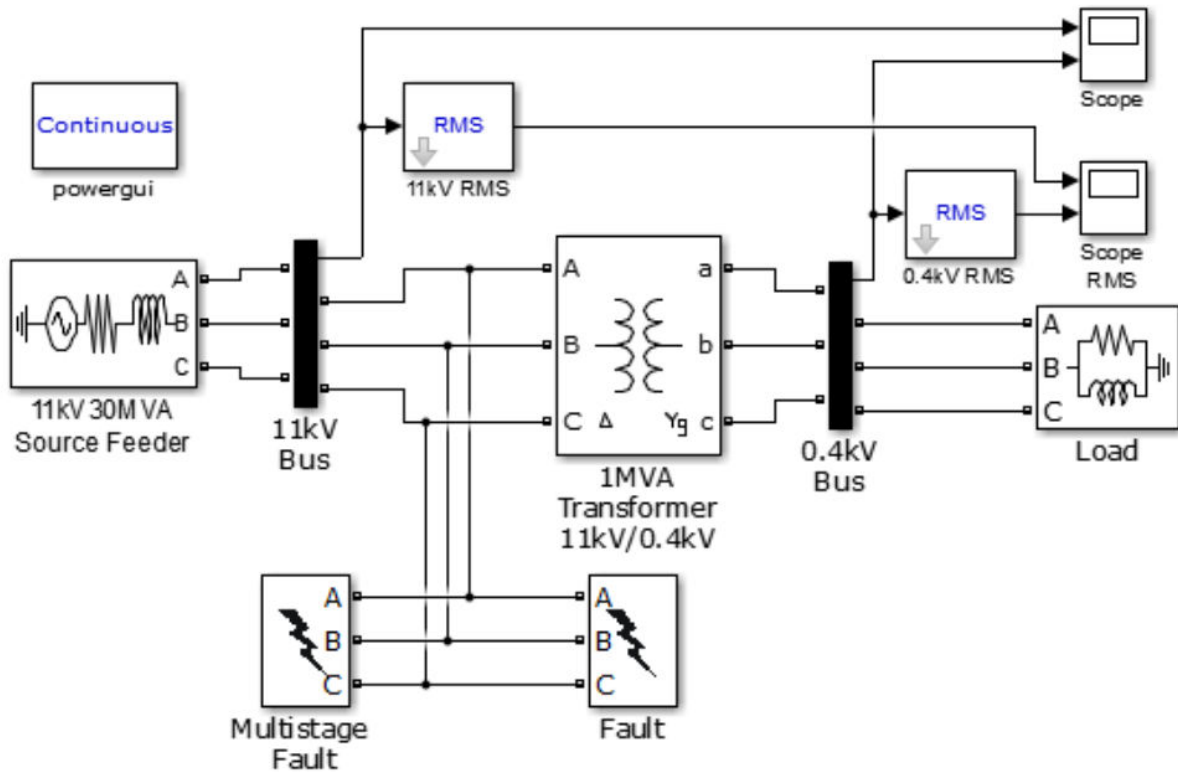 Scope
Continuous
powergui
RMS
11kV RMS
RMS
0.4kV RMS
Scope
RMS
A
B
C
11kV 30MVA
Source Feeder
11kV
Bus
A
B
C
Δ
Yg
a
b
c
1MVA
Transformer
11kV/0.4kV
0.4kV
Bus
A
B
C
Load
A
B
C
Multistage
Fault
A
B
C
Fault